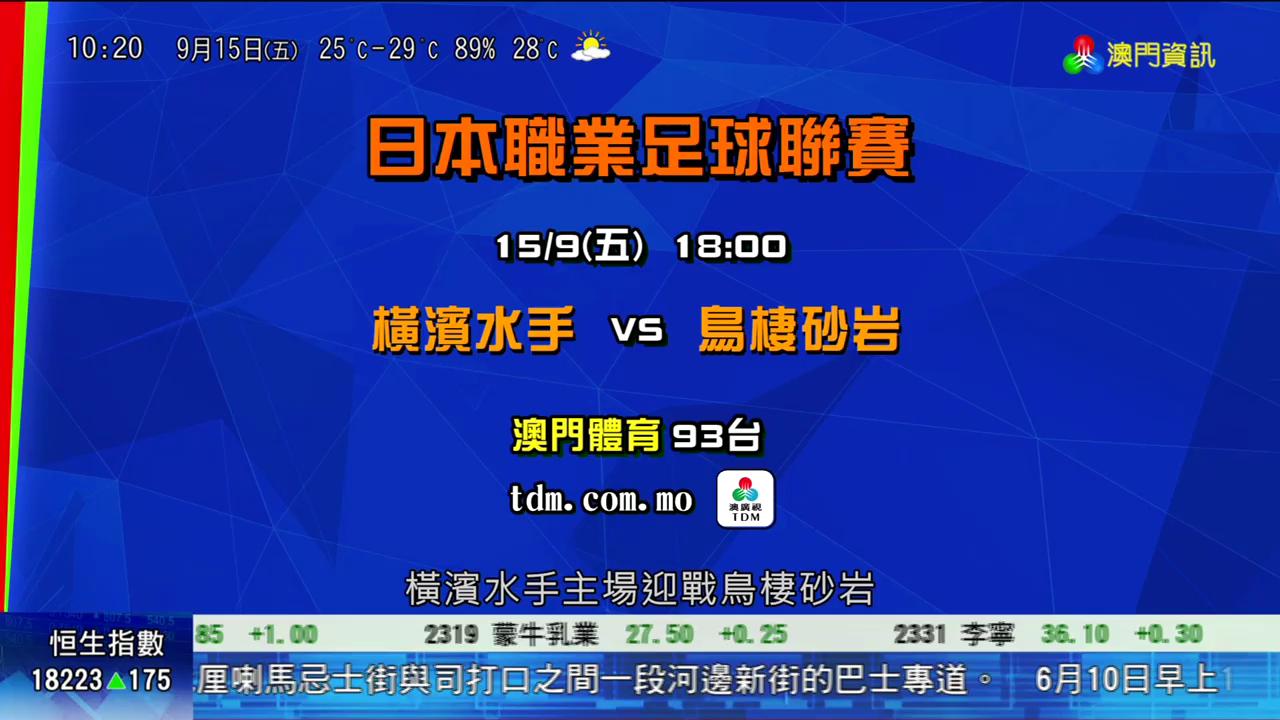 10:20 9月15日(五) 25°C-29°C 89% 28°C
澳門資訊
日本職業足球聯賽
15/9(五) 18:00
橫濱水手 vs 鳥棲砂岩
澳門體育 93台
tdm.com.mo
澳廣視
TDM
橫濱水手主場迎戰鳥棲砂岩
恒生指數
18223▲175
85 +1.00 2319 蒙牛乳業 27.50 +0.25 2331 李寧 36.10 +0.30
厘喇馬忌士街與司打口之間一段河邊新街的巴士專道。 6月10日早上1